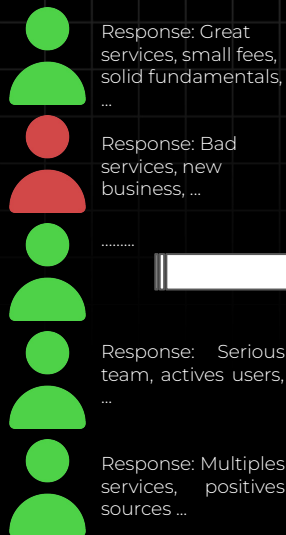 Response: Great
services, small fees,
solid fundamentals,
...
Response: Bad
services, new
business, ...
.........
Response: Serious
team, actives users,
...
Response: Multiples
services, positives
sources ...